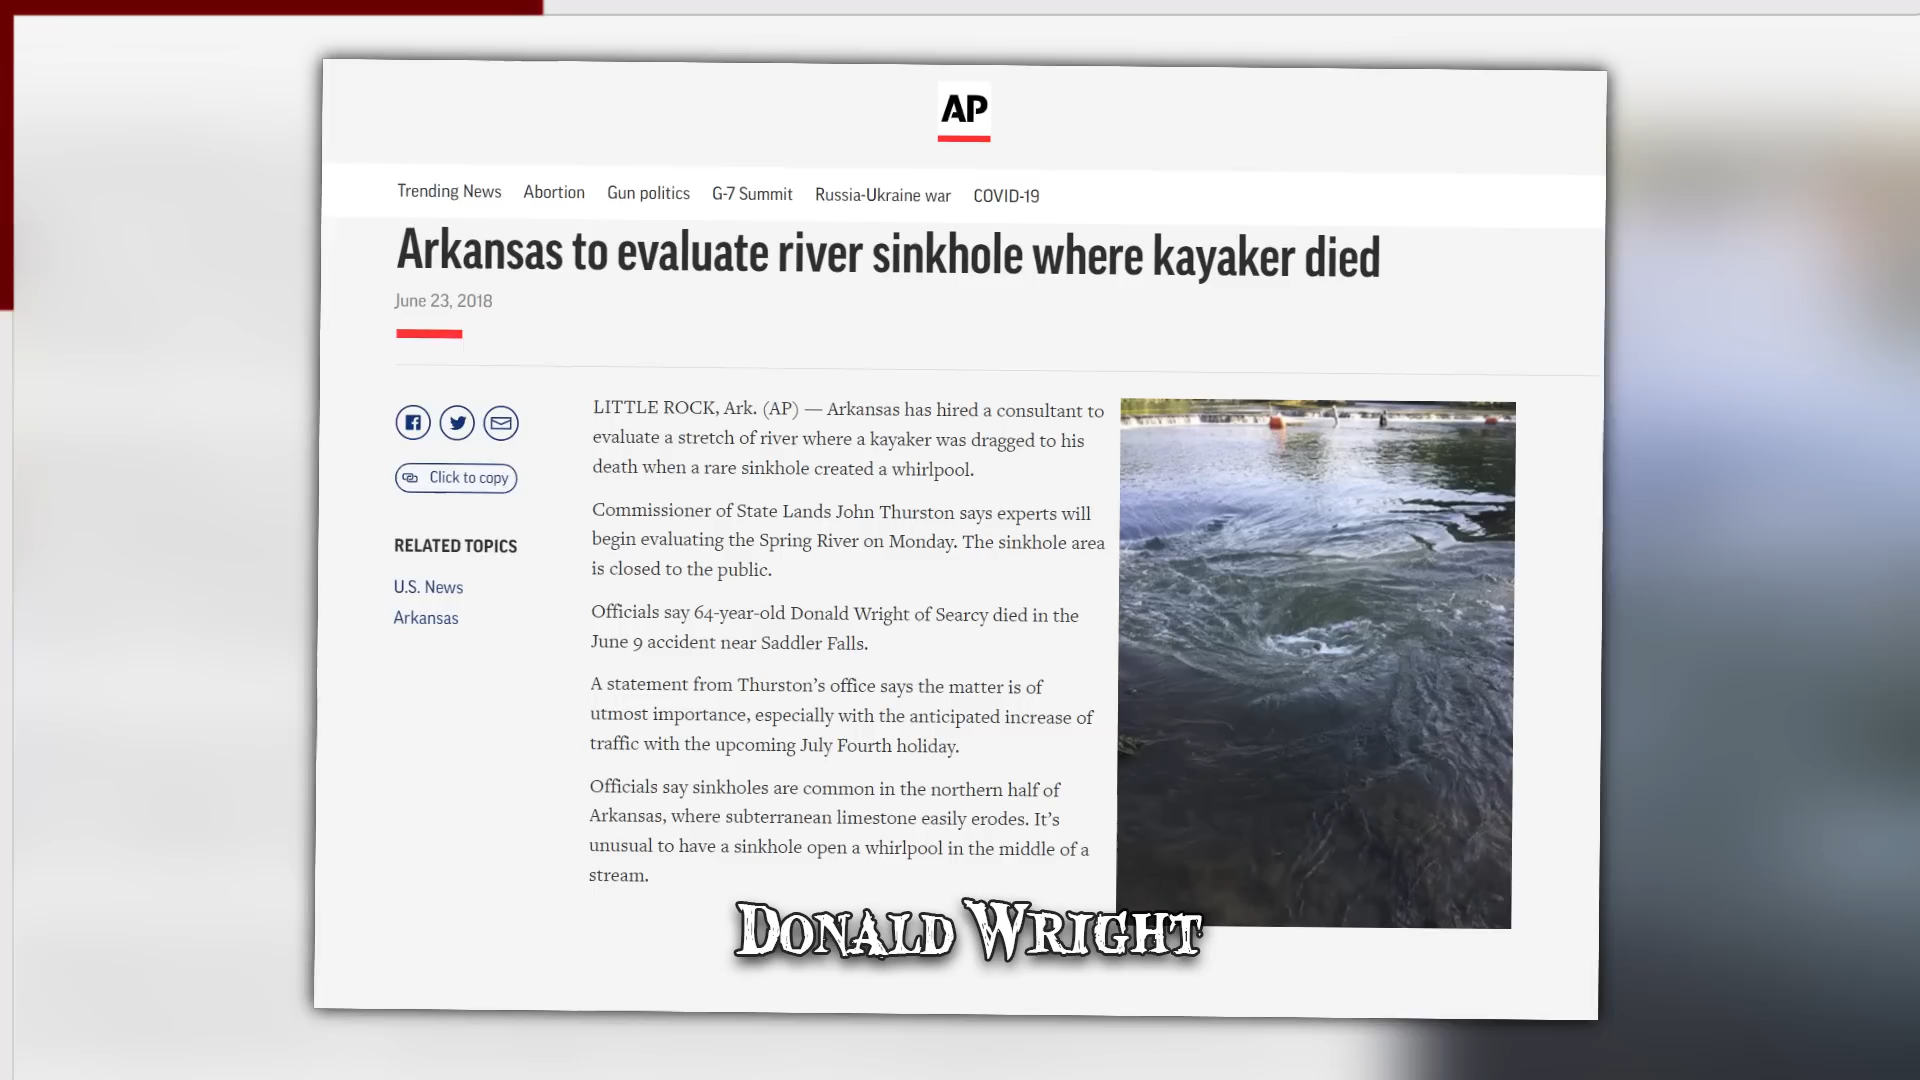 AP
Trending News Abortion Gun politics G-7 Summit Russia-Ukraine war COVID-19
Arkansas to evaluate river sinkhole where kayaker died
June 23, 2018
Click to copy
RELATED TOPICS
U.S. News
Arkansas
LITTLE ROCK, Ark. (AP) — Arkansas has hired a consultant to
evaluate a stretch of river where a kayaker was dragged to his
death when a rare sinkhole created a whirlpool.
Commissioner of State Lands John Thurston says experts will
begin evaluating the Spring River on Monday. The sinkhole area
is closed to the public.
Officials say 64-year-old Donald Wright of Searcy died in the
June 9 accident near Saddler Falls.
A statement from Thurston’s office says the matter is of
utmost importance, especially with the anticipated increase of
traffic with the upcoming July Fourth holiday.
Officials say sinkholes are common in the northern half of
Arkansas, where subterranean limestone easily erodes. It’s
unusual to have a sinkhole open a whirlpool in the middle of a
stream.
DONALD WRIGHT